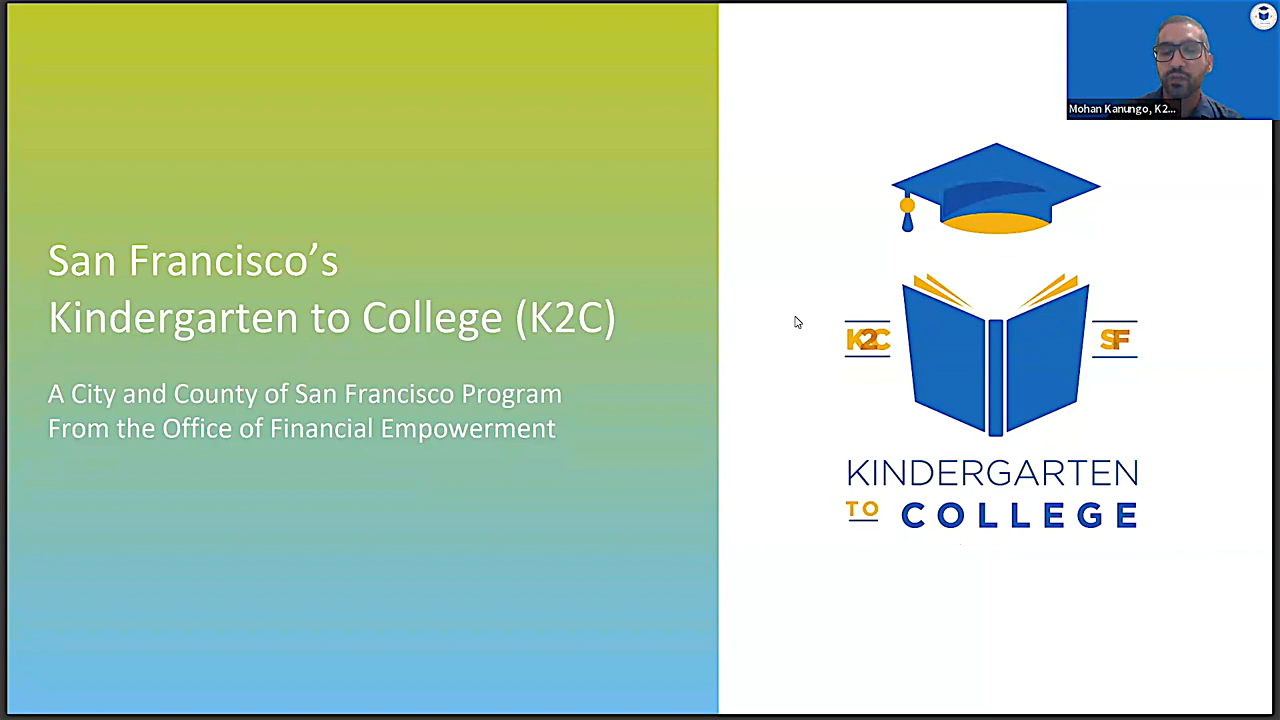 San Francisco’s
Kindergarten to College (K2C)
A City and County of San Francisco Program
From the Office of Financial Empowerment
Mohan Kanungo, K2...
K2C
SF
KINDERGARTEN
TO COLLEGE